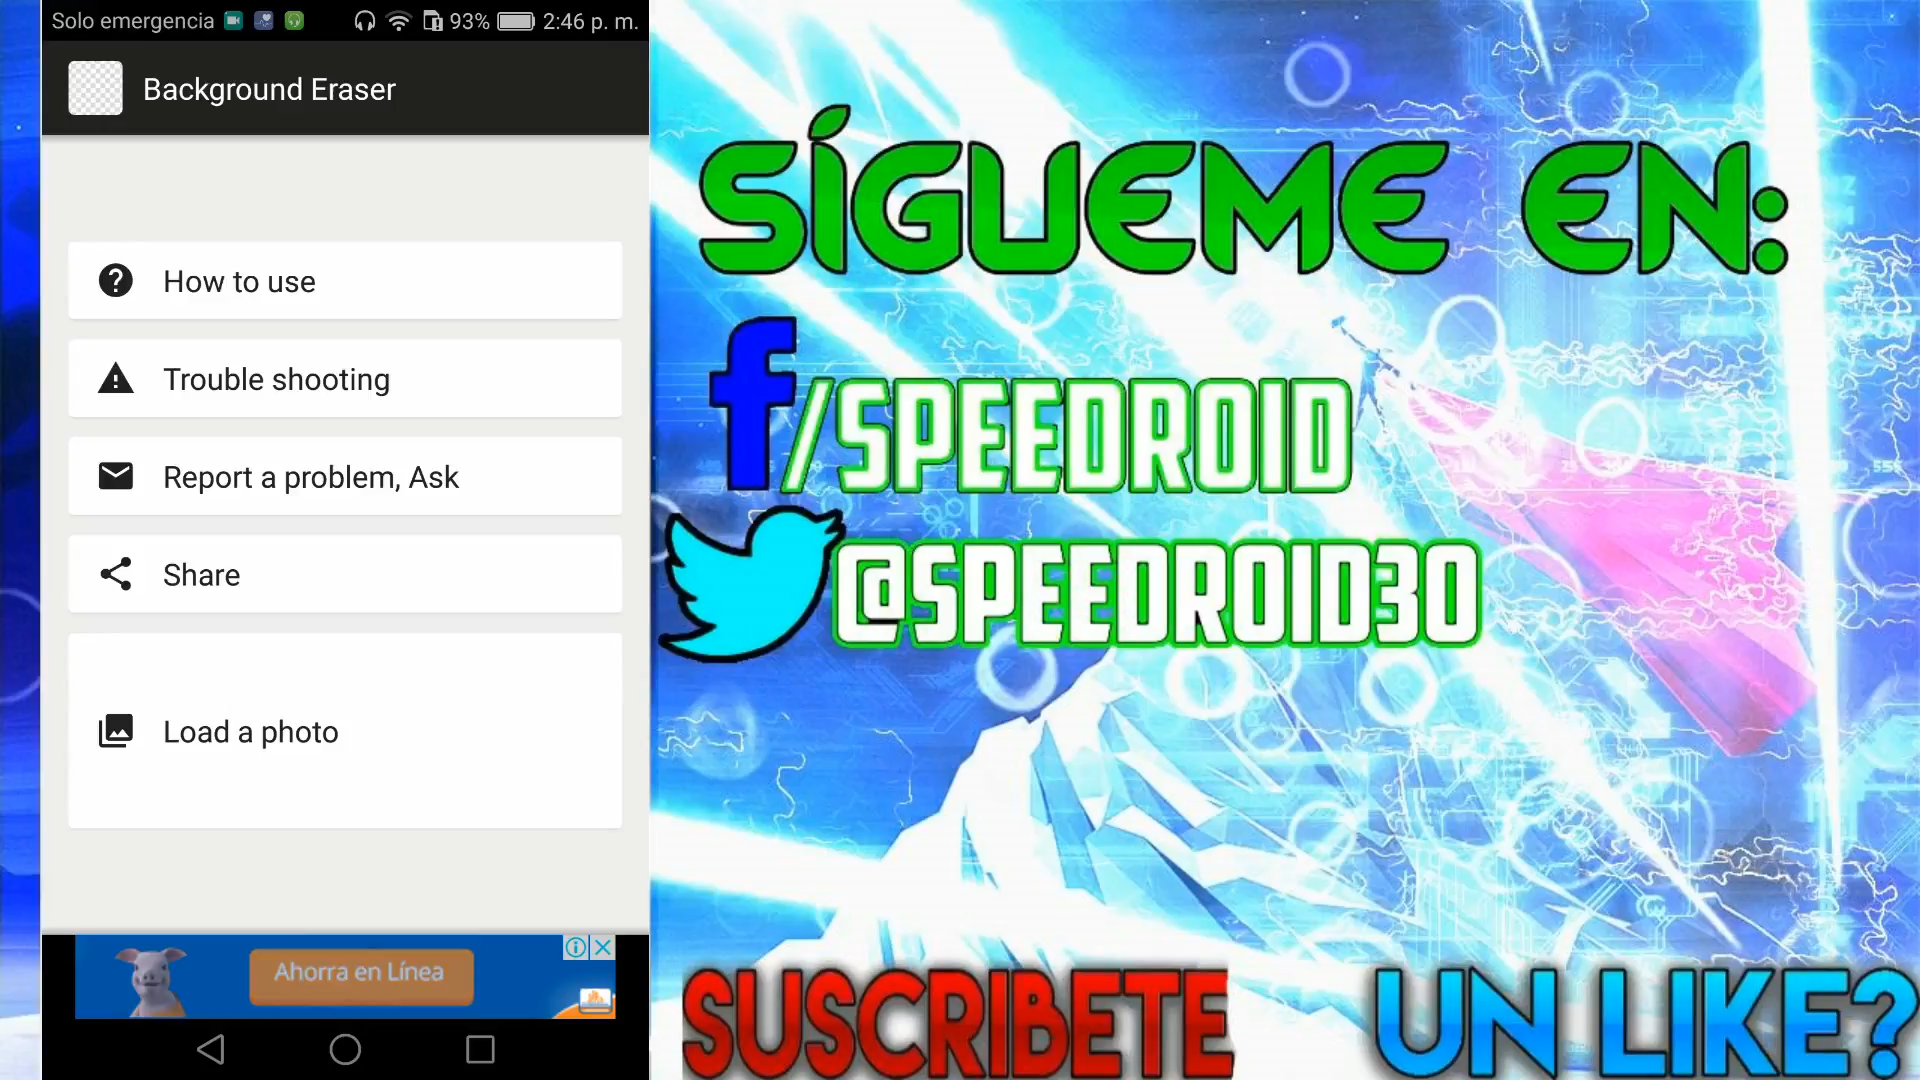 Solo emergencia 93% 2:46 p. m.
Background Eraser
How to use
Trouble shooting
Report a problem, Ask
Share
Load a photo
Ahorra en Línea
SÍGUEME EN:
f/SPEEDROID
@SPEEDROID30
SUSCRIBETE
UN LIKE?